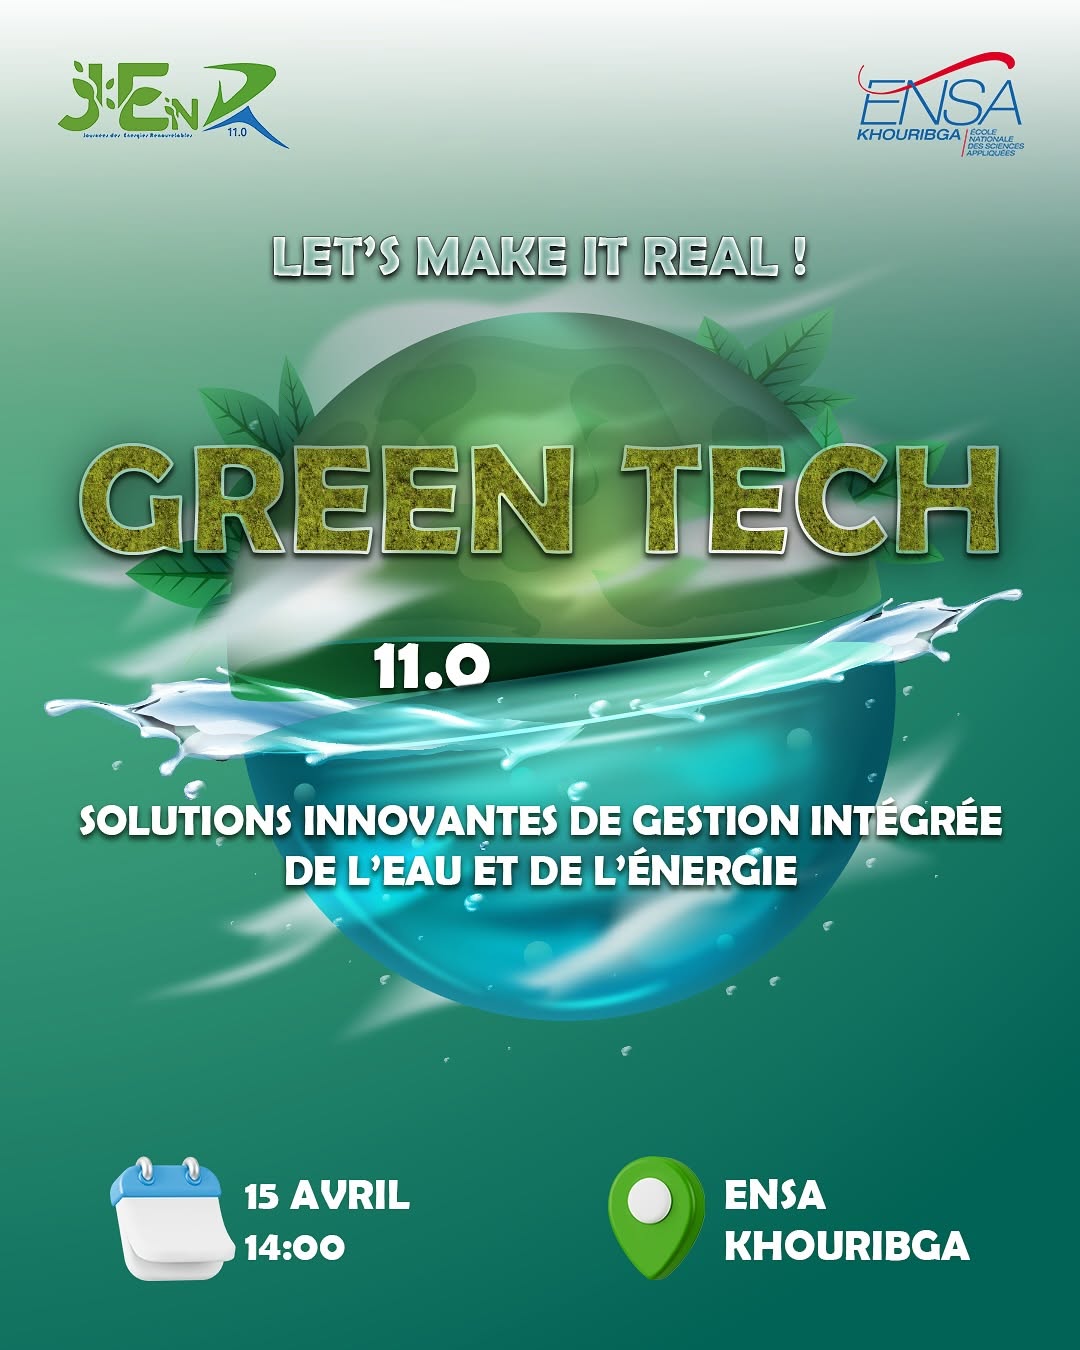 JEnR
Journées des Énergies Renouvelables
11.0
ENSA
KHOURIBGA
ÉCOLE
NATIONALE
DES SCIENCES
APPLIQUÉES
LET'S MAKE IT REAL !
GREEN TECH
11.0
SOLUTIONS INNOVANTES DE GESTION INTÉGRÉE
DE L'EAU ET DE L'ÉNERGIE
15 AVRIL
14:00
ENSA
KHOURIBGA